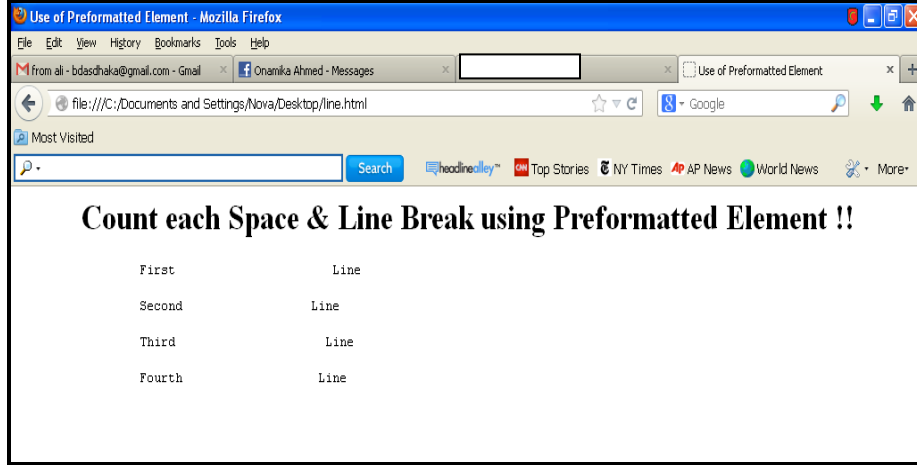 Use of Preformatted Element - Mozilla Firefox
File Edit View History Bookmarks Tools Help
from ali - bdasdhaka@gmail.com - Gmail × Onamika Ahmed - Messages × × Use of Preformatted Element × +
file:///C:/Documents and Settings/Nova/Desktop/line.html Google
Most Visited
Search headlinealley™ CNN Top Stories NY Times AP AP News World News More
Count each Space & Line Break using Preformatted Element !!
First Line
Second Line
Third Line
Fourth Line